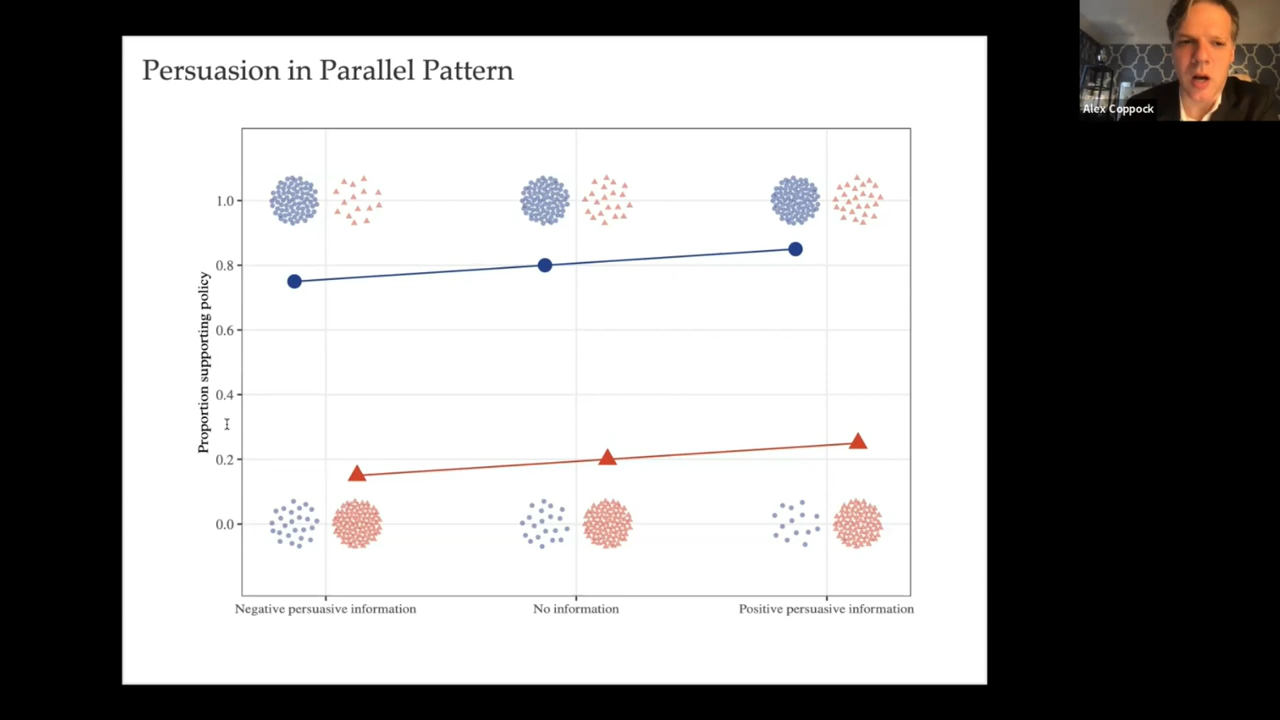 Persuasion in Parallel Pattern
Alex Coppock
Proportion supporting policy
1.0
0.8
0.6
0.4
0.2
0.0
Negative persuasive information
No information
Positive persuasive information